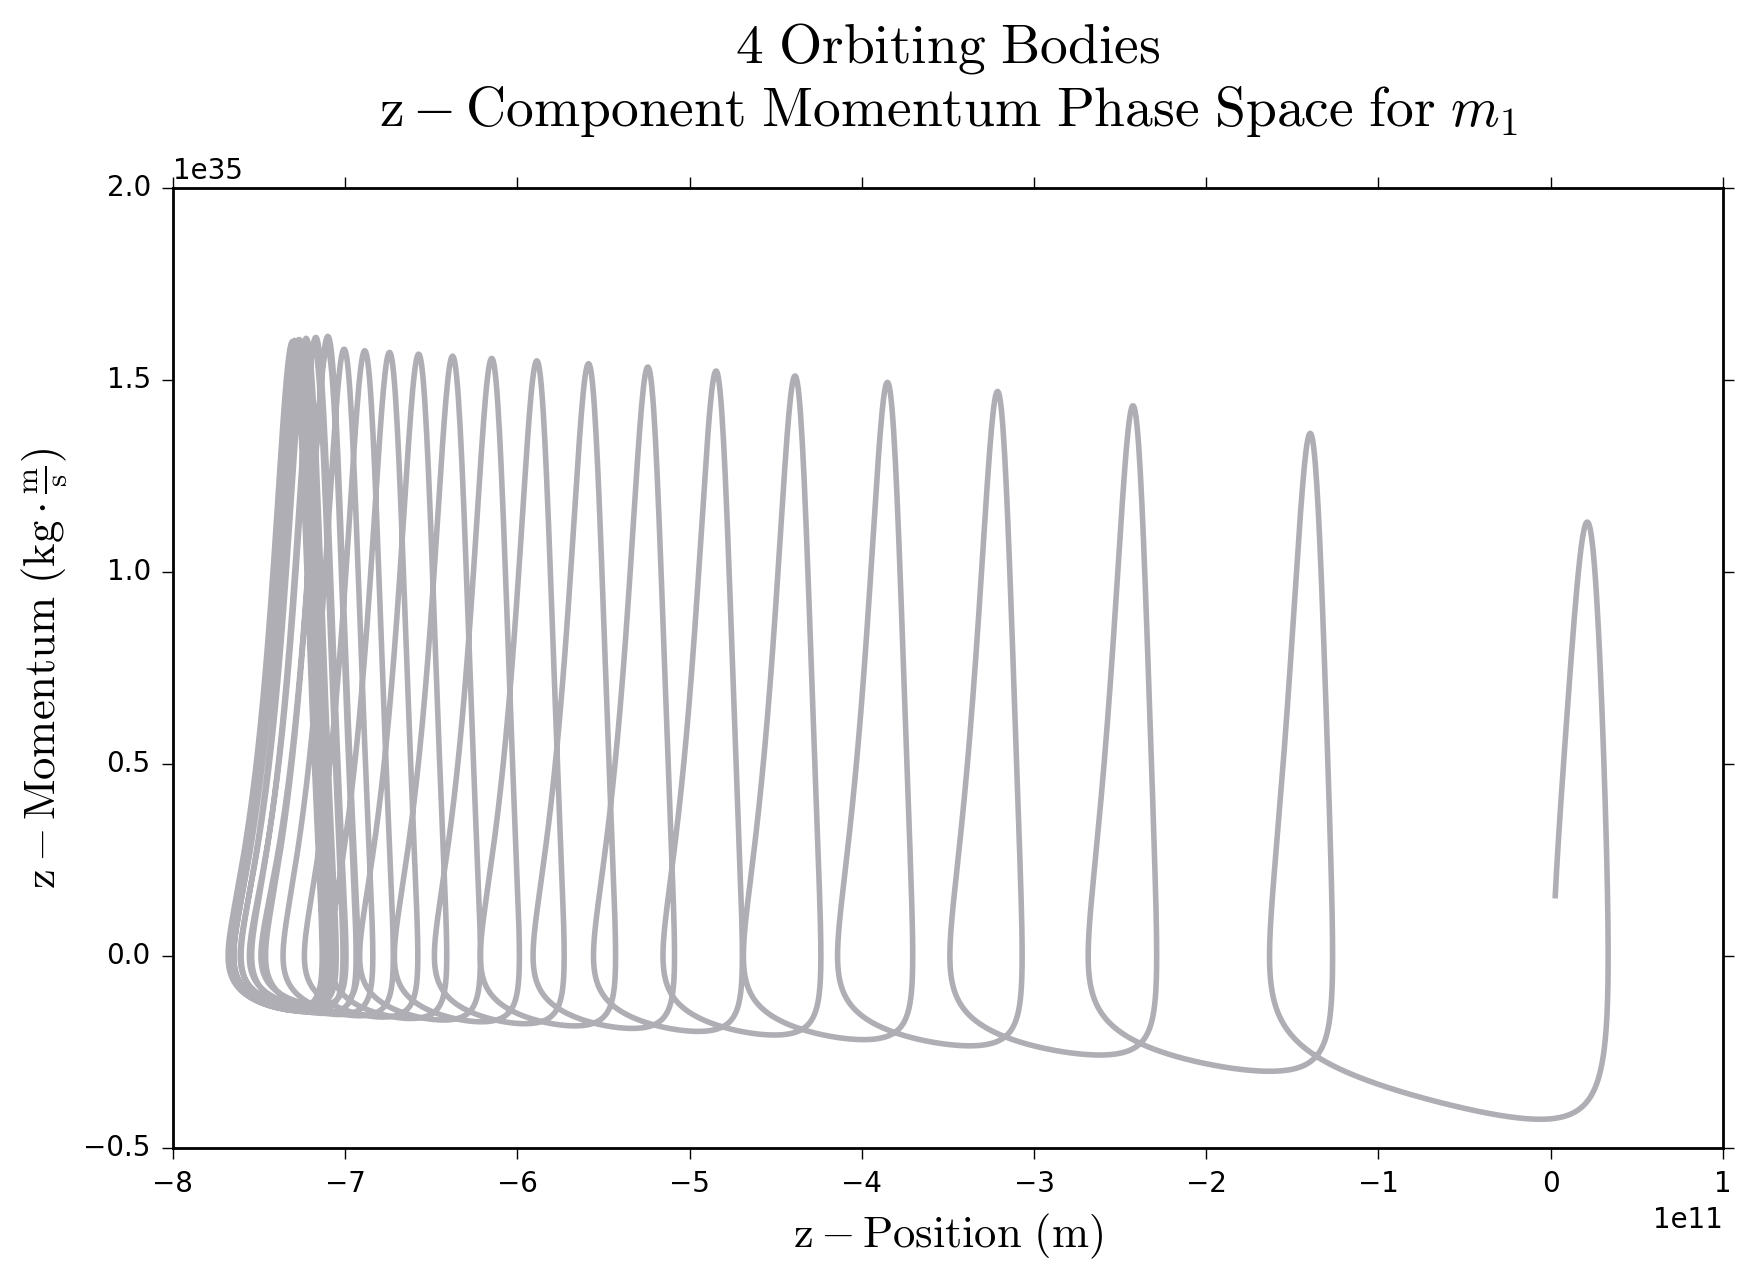 4 Orbiting Bodies
z − Component Momentum Phase Space for m₁
1e35
2.0
1.5
1.0
0.5
0.0
−0.5
z − Momentum (kg · m/s)
−8 −7 −6 −5 −4 −3 −2 −1 0 1
1e11
z − Position (m)